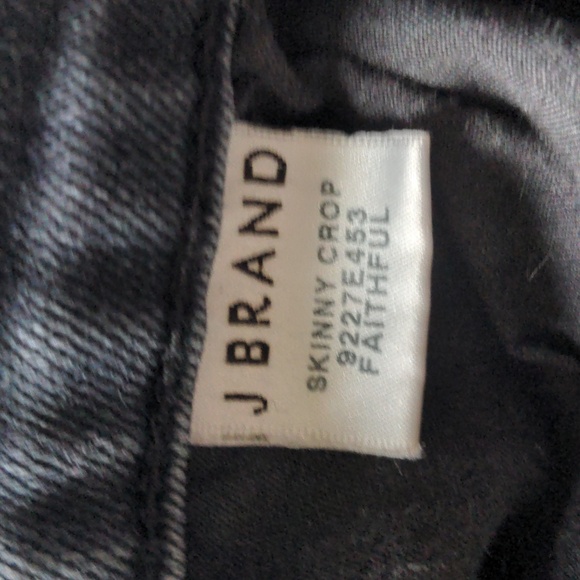 J BRAND
SKINNY CROP
9227E453
FAITHFUL